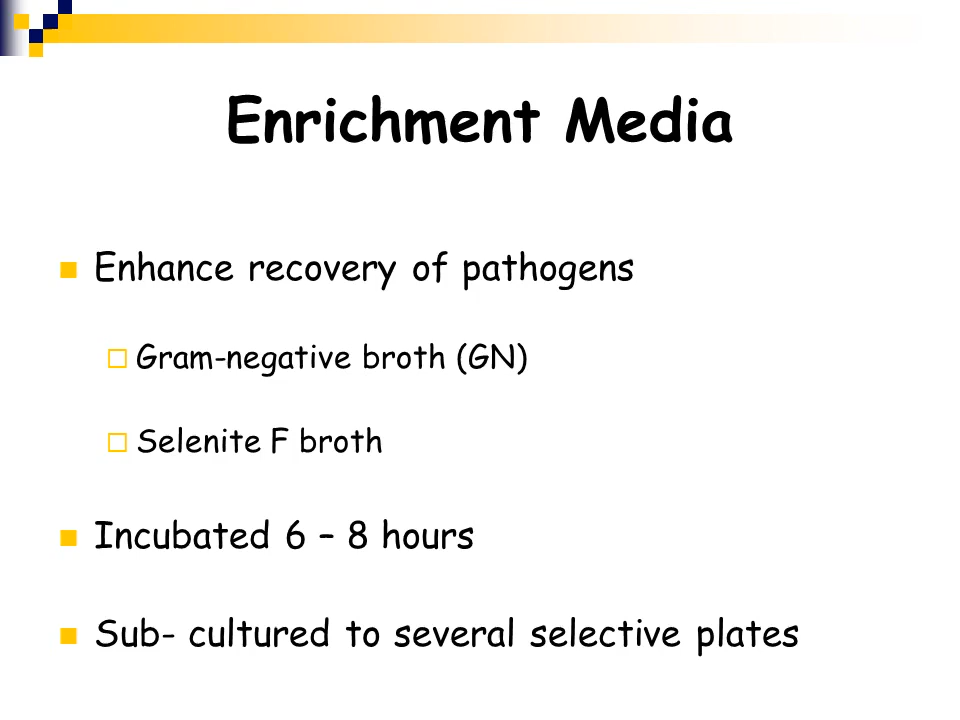 Enrichment Media
Enhance recovery of pathogens
Gram-negative broth (GN)
Selenite F broth
Incubated 6 – 8 hours
Sub- cultured to several selective plates